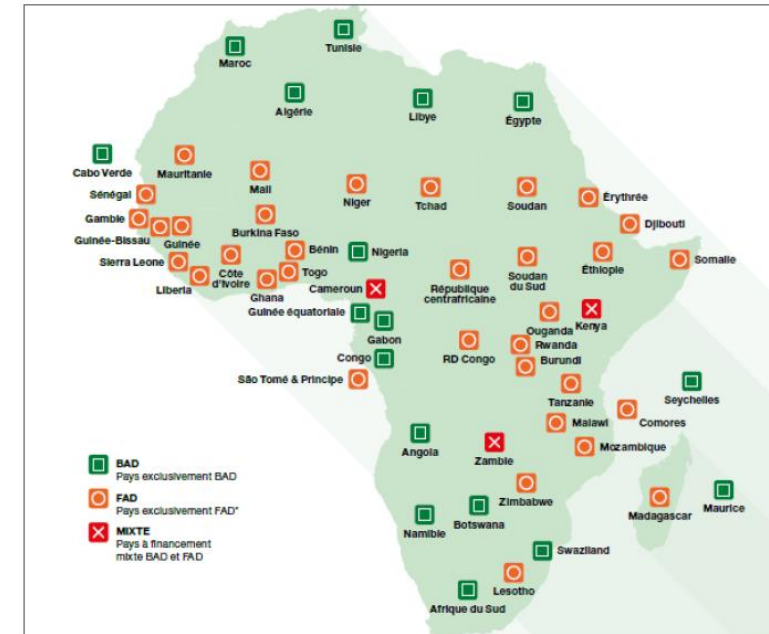 Tunisie
Maroc
Algérie
Libye
Égypte
Cabo Verde
Mauritanie
Mali
Niger
Tchad
Soudan
Érythrée
Sénégal
Djibouti
Gambie
Burkina Faso
Guinée-Bissau
Guinée
Bénin
Nigeria
Éthiopie
Somalie
Sierra Leone
Côte
d'Ivoire
Togo
Soudan
du Sud
Liberia
Ghana
Cameroun
République
centrafricaine
Guinée équatoriale
Ouganda
Kenya
Gabon
Rwanda
Congo
RD Congo
Burundi
São Tomé & Principe
Tanzanie
Seychelles
Malawi
Comores
Angola
Zambie
Mozambique
BAD
Pays exclusivement BAD
FAD
Pays exclusivement FAD*
MIXTE
Pays à financement
mixte BAD et FAD
Zimbabwe
Madagascar
Maurice
Botswana
Namibie
Swaziland
Lesotho
Afrique du Sud